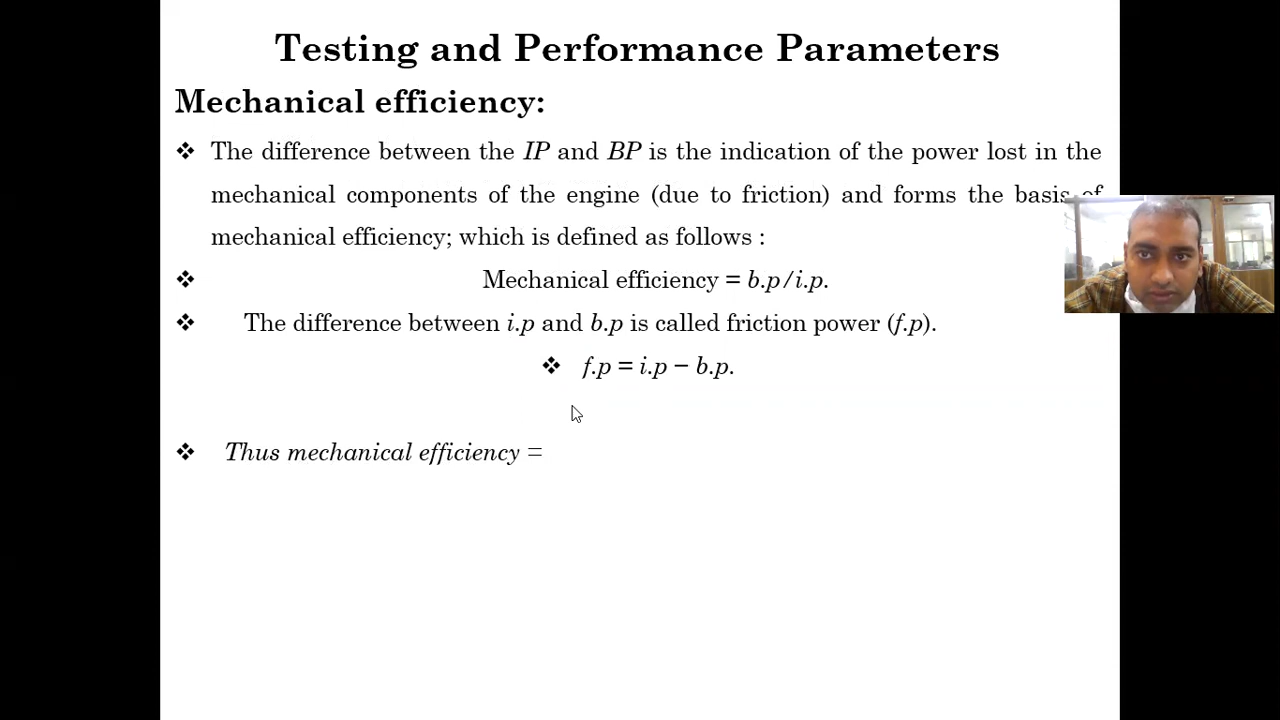 Testing and Performance Parameters
Mechanical efficiency:
❖ The difference between the IP and BP is the indication of the power lost in the
mechanical components of the engine (due to friction) and forms the basis of
mechanical efficiency; which is defined as follows :
❖ Mechanical efficiency = b.p/i.p.
❖ The difference between i.p and b.p is called friction power (f.p).
❖ f.p = i.p − b.p.
❖ Thus mechanical efficiency =